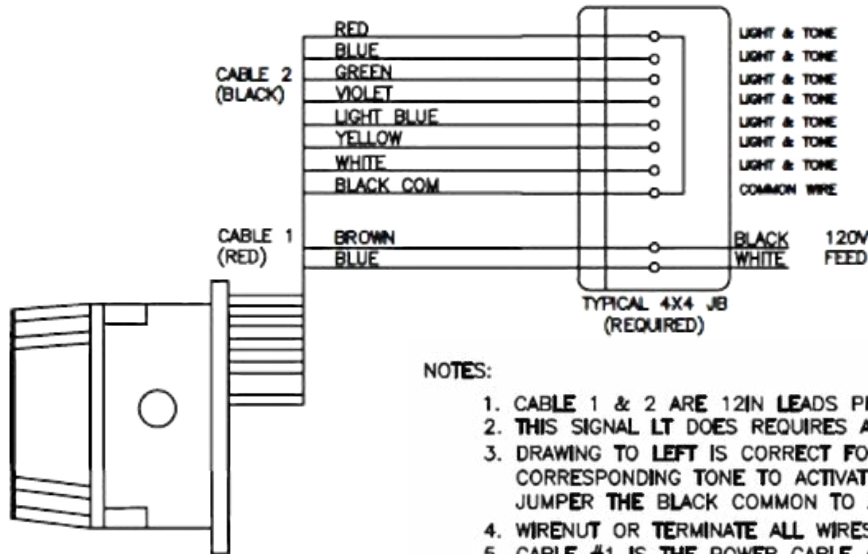 RED
BLUE
GREEN
VIOLET
LIGHT BLUE
YELLOW
WHITE
BLACK COM
CABLE 2
(BLACK)
LIGHT & TONE
LIGHT & TONE
LIGHT & TONE
LIGHT & TONE
LIGHT & TONE
LIGHT & TONE
LIGHT & TONE
COMMON WIRE
CABLE 1
(RED)
BROWN
BLUE
BLACK 120V
WHITE FEED
TYPICAL 4X4 JB
(REQUIRED)
NOTES:
1. CABLE 1 & 2 ARE 12IN LEADS
2. THIS SIGNAL LT DOES REQUIRES
3. DRAWING TO LEFT IS CORRECT
CORRESPONDING TONE TO
JUMPER THE BLACK COMMON TO
4. WIRENUT OR TERMINATE ALL
5. CABLE #1 IS THE POWER CABLE